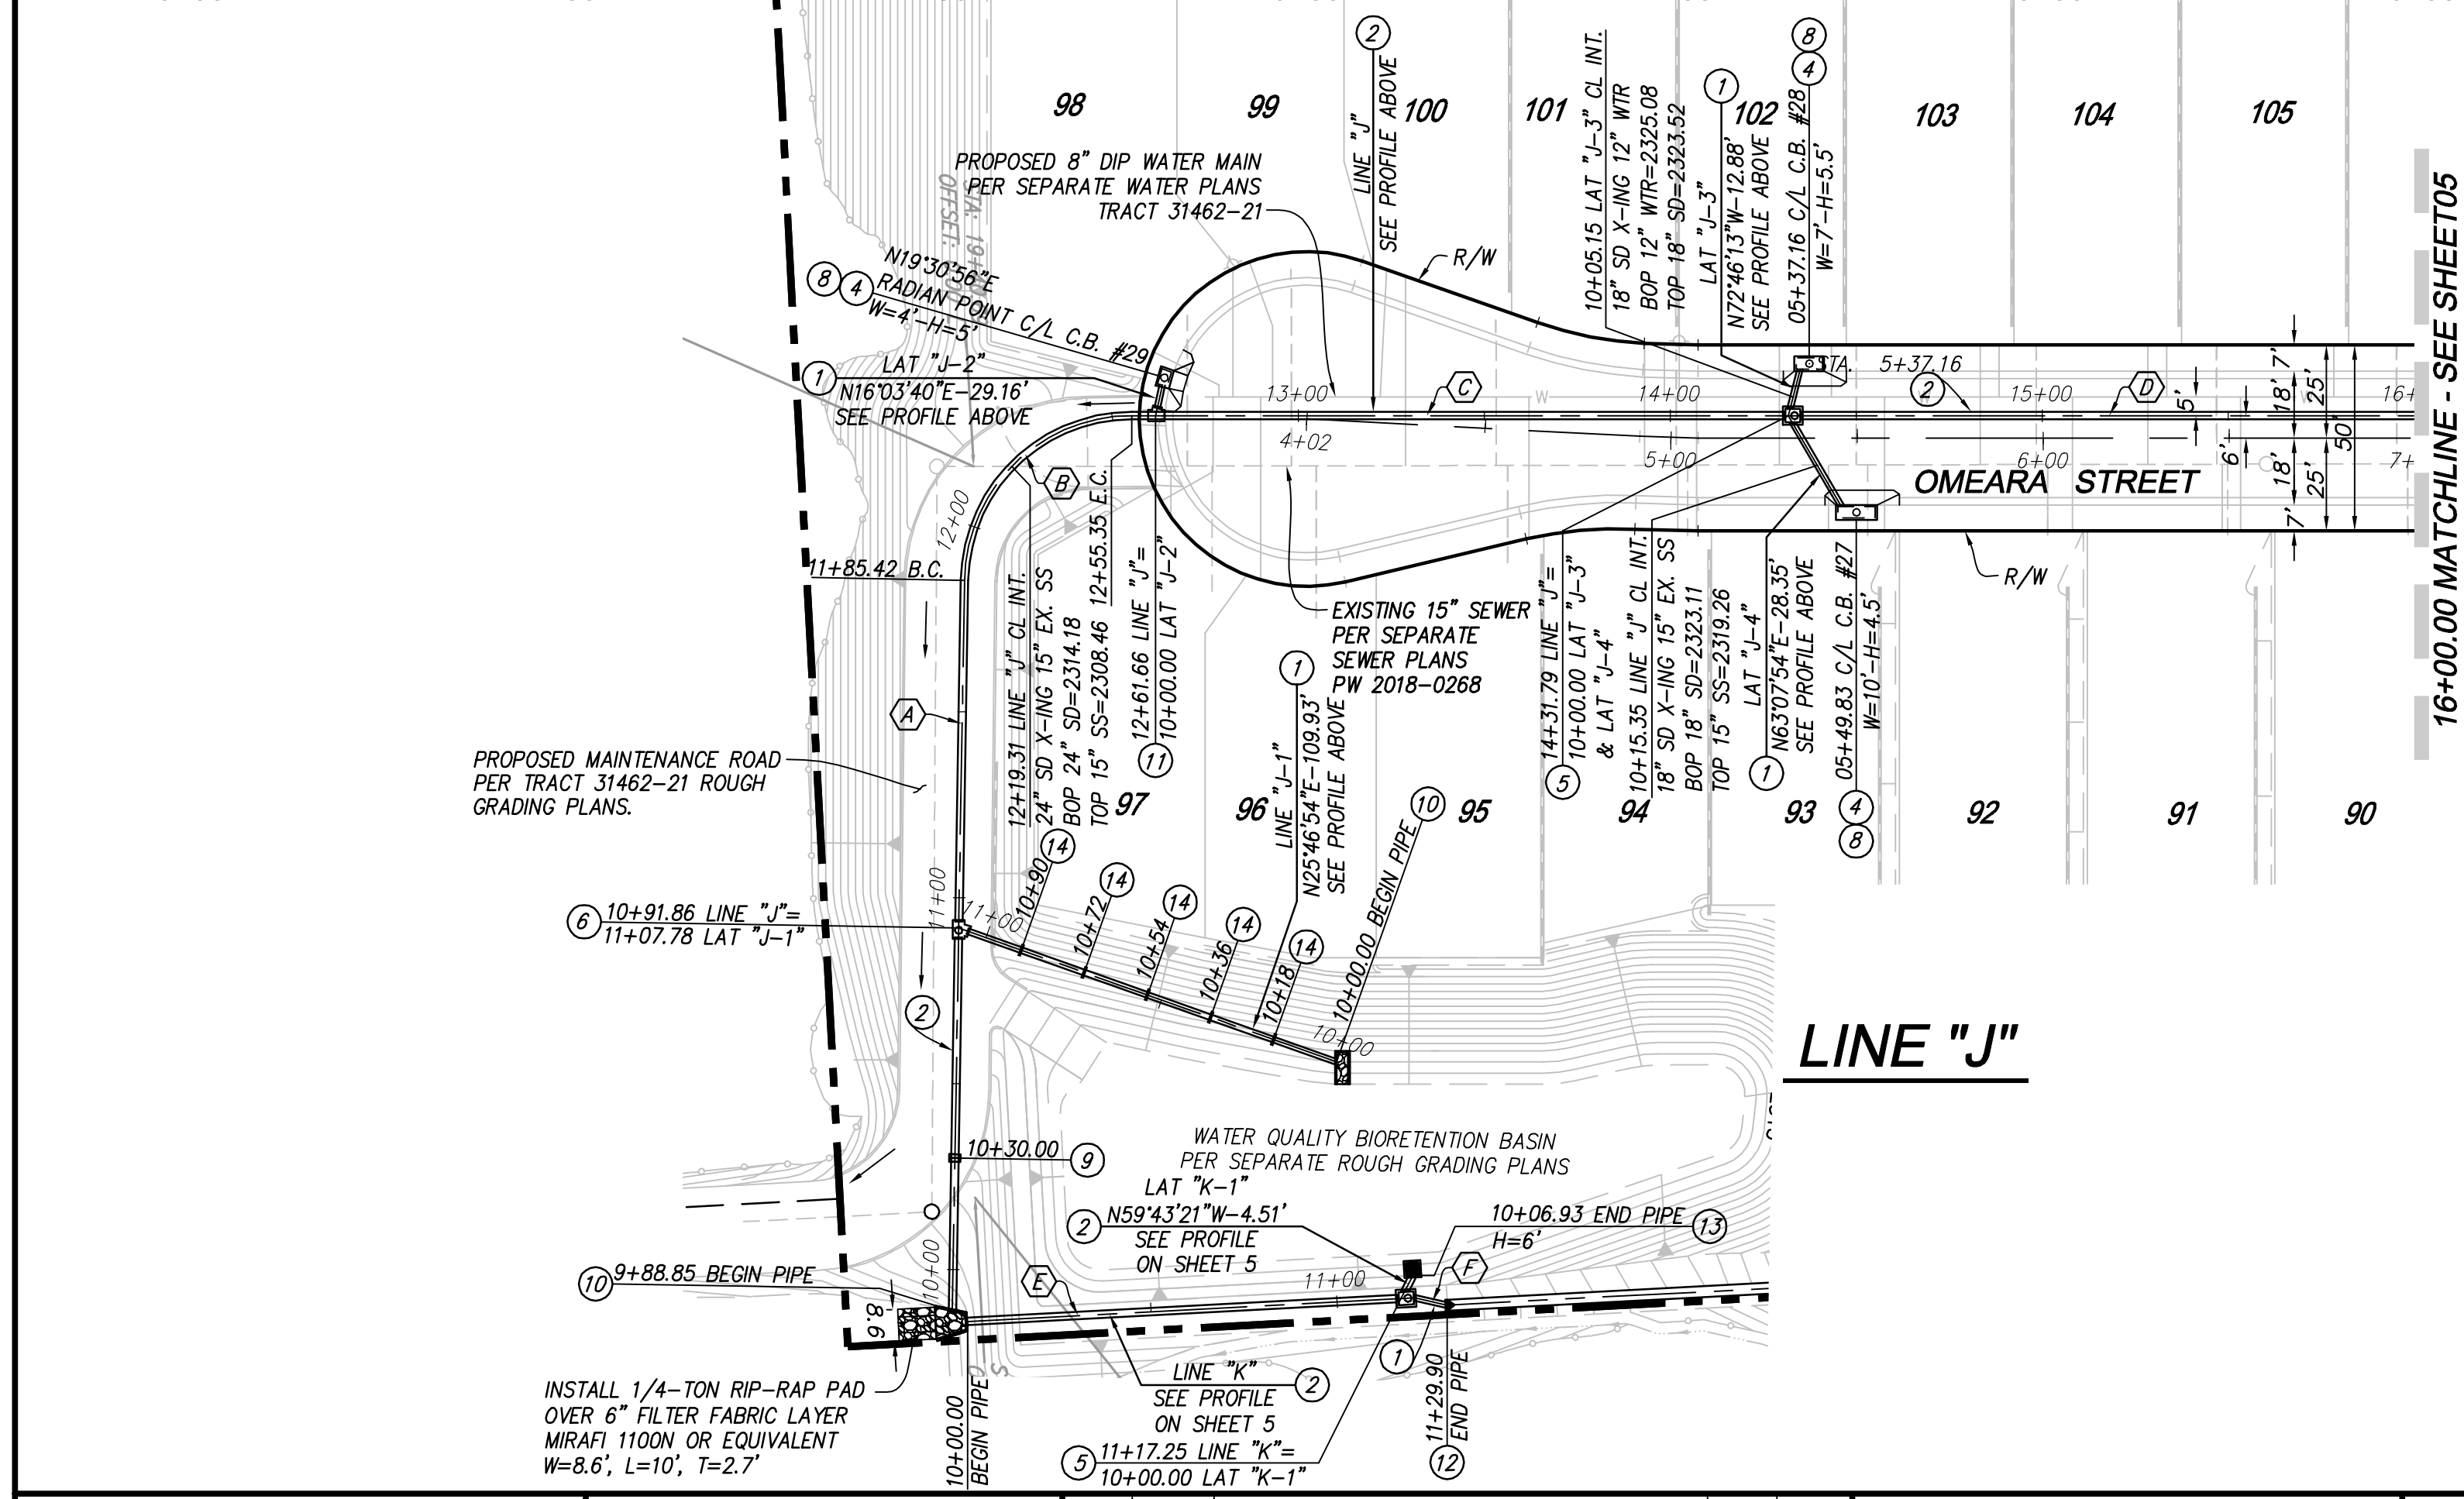 98
99
100
101
102
103
104
105
2
LINE "J"
SEE PROFILE ABOVE
10+05.15 LAT "J-3" CL INT.
18" SD X-ING 12" WTR
BOP 12" WTR=2325.08
TOP 18" SD=2323.52
1
LAT "J-3"
N72°46'13"W-12.88'
SEE PROFILE ABOVE
8
4
05+37.16 C/L C.B. #28
W=7'-H=5.5'
PROPOSED 8" DIP WATER MAIN
PER SEPARATE WATER PLANS
TRACT 31462-21
R/W
8
4
N19°30'56"E
RADIAN POINT C/L C.B. #29
W=4'-H=5'
1
LAT "J-2"
N16°03'40"E-29.16'
SEE PROFILE ABOVE
13+00
C
14+00
STA. 5+37.16
2
15+00
D
4+02
5+00
6+00
OMEARA STREET
5'
6'
7'
18'
18'
7'
25'
25'
50'
16+00.00 MATCHLINE - SEE SHEET05
B
12+00
11+85.42 B.C.
12+19.31 LINE "J" CL INT.
24" SD X-ING 15" EX. SS
BOP 24" SD=2314.18
TOP 15" SS=2308.46
12+55.35 E.C.
12+61.66 LINE "J"=
10+00.00 LAT "J-2"
11
EXISTING 15" SEWER
PER SEPARATE
SEWER PLANS
PW 2018-0268
14+31.79 LINE "J"=
10+00.00 LAT "J-3"
& LAT "J-4"
5
10+15.35 LINE "J" CL INT.
18" SD X-ING 15" EX. SS
BOP 18" SD=2323.11
TOP 15" SS=2319.26
LAT "J-4"
N63°07'54"E-28.35'
SEE PROFILE ABOVE
1
05+49.83 C/L C.B. #27
W=10'-H=4.5'
4
8
R/W
A
PROPOSED MAINTENANCE ROAD
PER TRACT 31462-21 ROUGH
GRADING PLANS.
97
96
95
94
93
92
91
90
1
LINE "J-1"
N25°46'54"E-109.93'
SEE PROFILE ABOVE
11+00
6
10+91.86 LINE "J"=
11+07.78 LAT "J-1"
11+00
10+90
14
10+72
14
10+54
14
10+36
14
10+18
14
10+00.00 BEGIN PIPE
10
10+00
2
LINE "J"
WATER QUALITY BIORETENTION BASIN
PER SEPARATE ROUGH GRADING PLANS
10+30.00
9
LAT "K-1"
2
N59°43'21"W-4.51'
SEE PROFILE
ON SHEET 5
10+06.93 END PIPE
H=6'
13
10
9+88.85 BEGIN PIPE
10+00
8.6'
E
11+00
F
INSTALL 1/4-TON RIP-RAP PAD
OVER 6" FILTER FABRIC LAYER
MIRAFI 1100N OR EQUIVALENT
W=8.6', L=10', T=2.7'
10+00.00
BEGIN PIPE
LINE "K"
2
SEE PROFILE
ON SHEET 5
1
11+29.90
END PIPE
12
5
11+17.25 LINE "K"=
10+00.00 LAT "K-1"